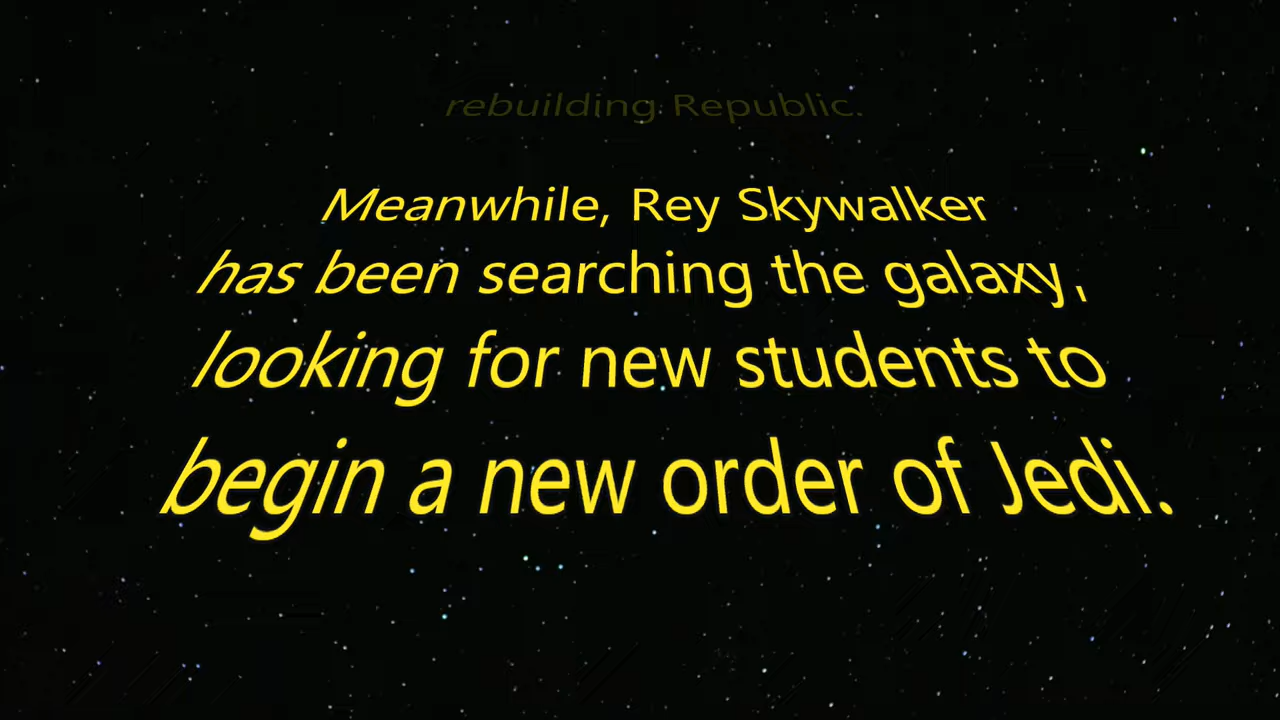 rebuilding Republic.
Meanwhile, Rey Skywalker
has been searching the galaxy,
looking for new students to
begin a new order of Jedi.